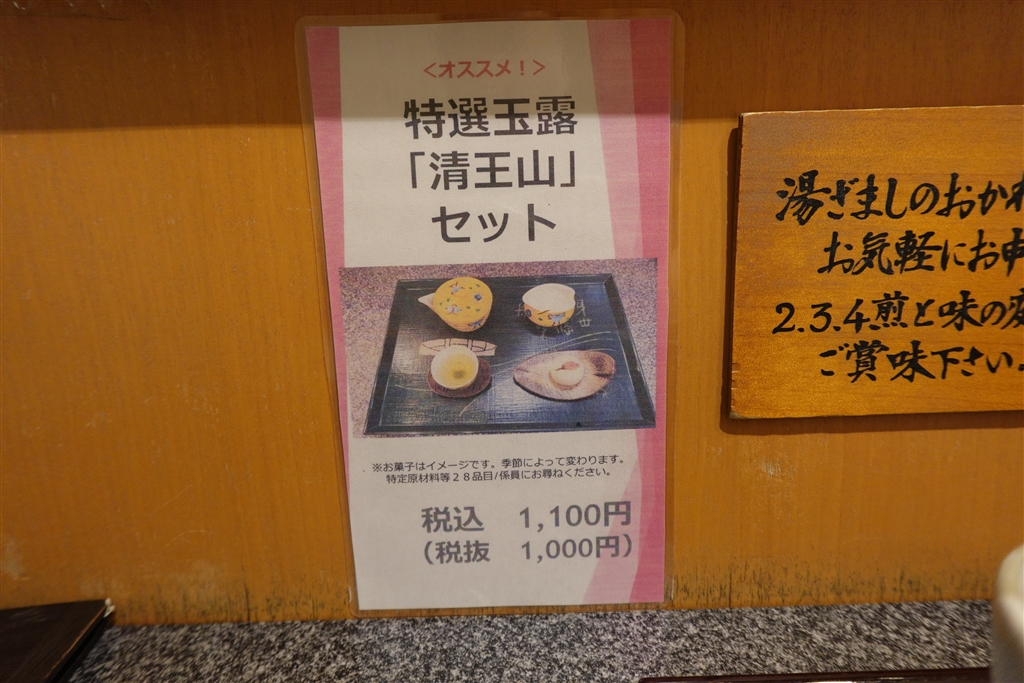 ＜オススメ！＞
特選玉露
「清王山」
セット
※お菓子はイメージです。季節によって変わります。
特定原材料等２８品目/係員にお尋ねください。
税込　1,100円
（税抜　1,000円）
湯ざましのおかわ
お気軽にお申
2.3.4.煎と味の変
ご賞味下さい。